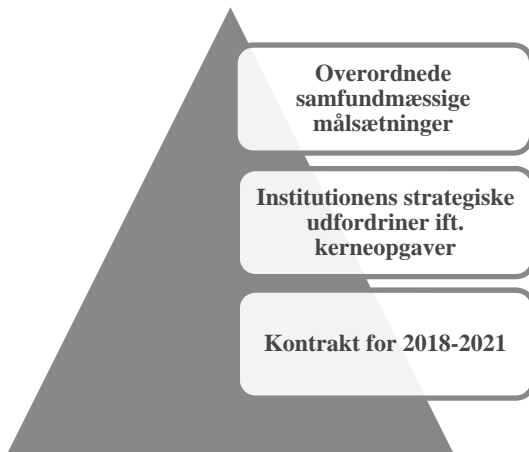 Overordnede
samfundmæssige
målsætninger
Institutionens strategiske
udfordriner ift.
kerneopgaver
Kontrakt for 2018-2021